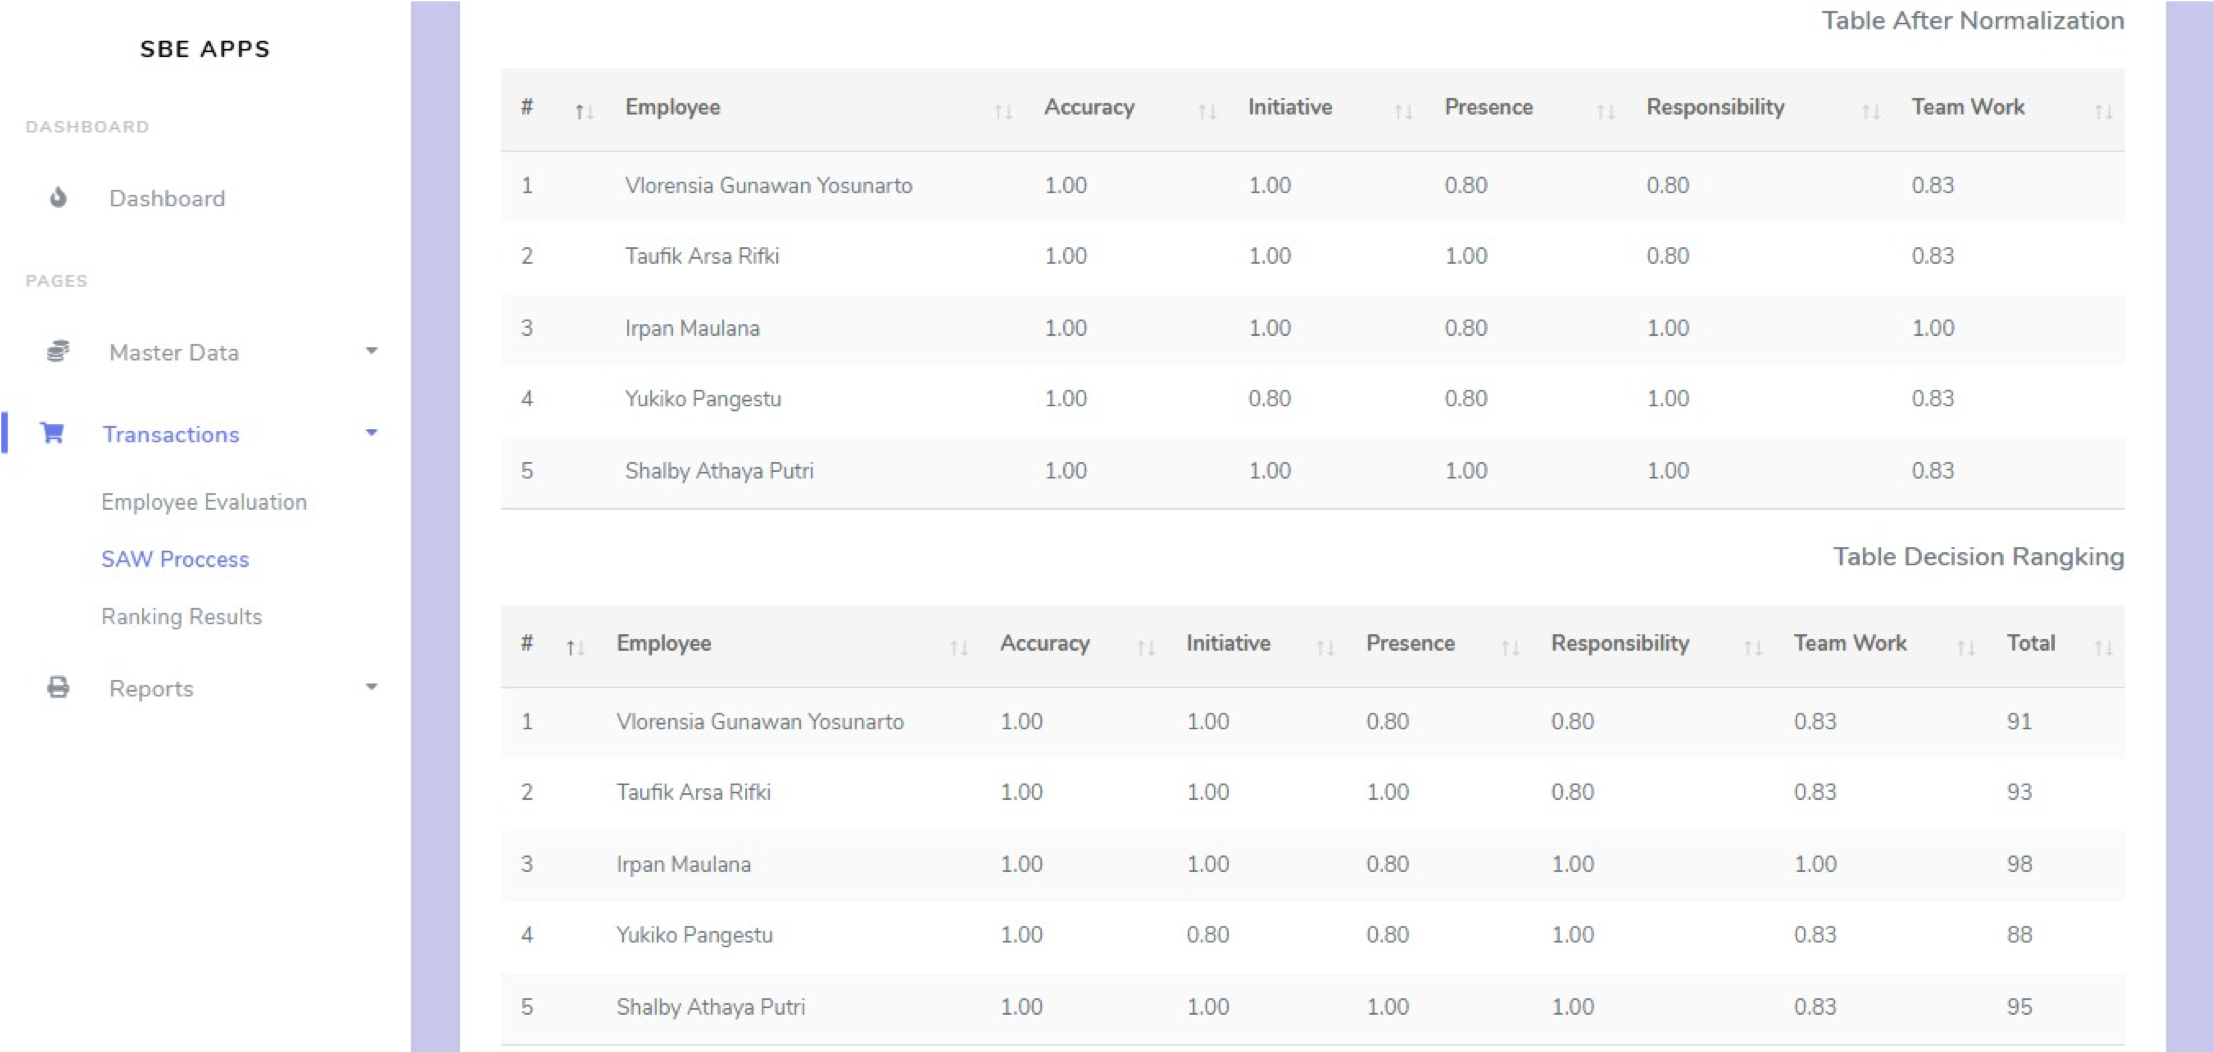 SBE APPS
DASHBOARD
Dashboard
PAGES
Master Data
Transactions
Employee Evaluation
SAW Proccess
Ranking Results
Reports
Table After Normalization
# Employee Accuracy Initiative Presence Responsibility Team Work
1 Vlorensia Gunawan Yosunarto 1.00 1.00 0.80 0.80 0.83
2 Taufik Arsa Rifki 1.00 1.00 1.00 0.80 0.83
3 Irpan Maulana 1.00 1.00 0.80 1.00 1.00
4 Yukiko Pangestu 1.00 0.80 0.80 1.00 0.83
5 Shalby Athaya Putri 1.00 1.00 1.00 1.00 0.83
Table Decision Rangking
# Employee Accuracy Initiative Presence Responsibility Team Work Total
1 Vlorensia Gunawan Yosunarto 1.00 1.00 0.80 0.80 0.83 91
2 Taufik Arsa Rifki 1.00 1.00 1.00 0.80 0.83 93
3 Irpan Maulana 1.00 1.00 0.80 1.00 1.00 98
4 Yukiko Pangestu 1.00 0.80 0.80 1.00 0.83 88
5 Shalby Athaya Putri 1.00 1.00 1.00 1.00 0.83 95